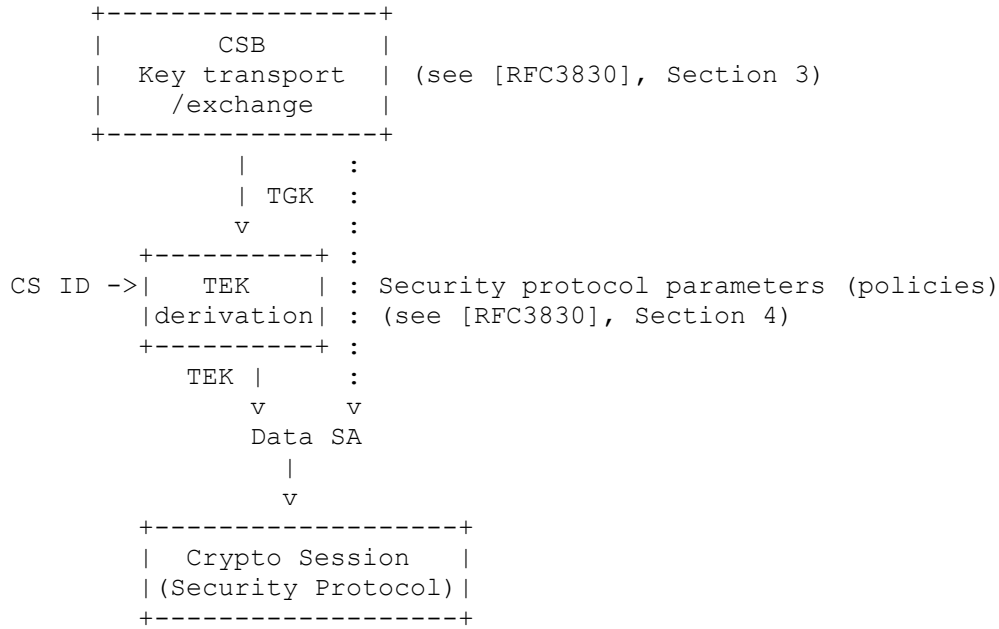 CSB
Key transport (see [RFC3830], Section 3)
/exchange
TGK
CS ID -> TEK Security protocol parameters (policies)
derivation (see [RFC3830], Section 4)
TEK
v v
Data SA
v
Crypto Session
(Security Protocol)